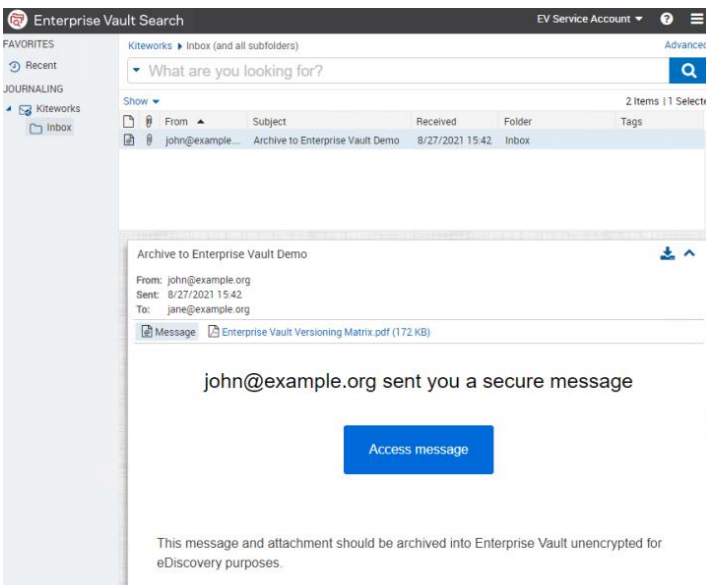 Enterprise Vault Search EV Service Account
FAVORITES
Recent
JOURNALING
Kiteworks
Inbox
Kiteworks Inbox (and all subfolders) Advanced
What are you looking for?
Show 2 Items | 1 Selecte
From Subject Received Folder Tags
john@example... Archive to Enterprise Vault Demo 8/27/2021 15:42 Inbox
Archive to Enterprise Vault Demo
From: john@example.org
Sent: 8/27/2021 15:42
To: jane@example.org
Message Enterprise Vault Versioning Matrix.pdf (172 KB)
john@example.org sent you a secure message
Access message
This message and attachment should be archived into Enterprise Vault unencrypted for
eDiscovery purposes.